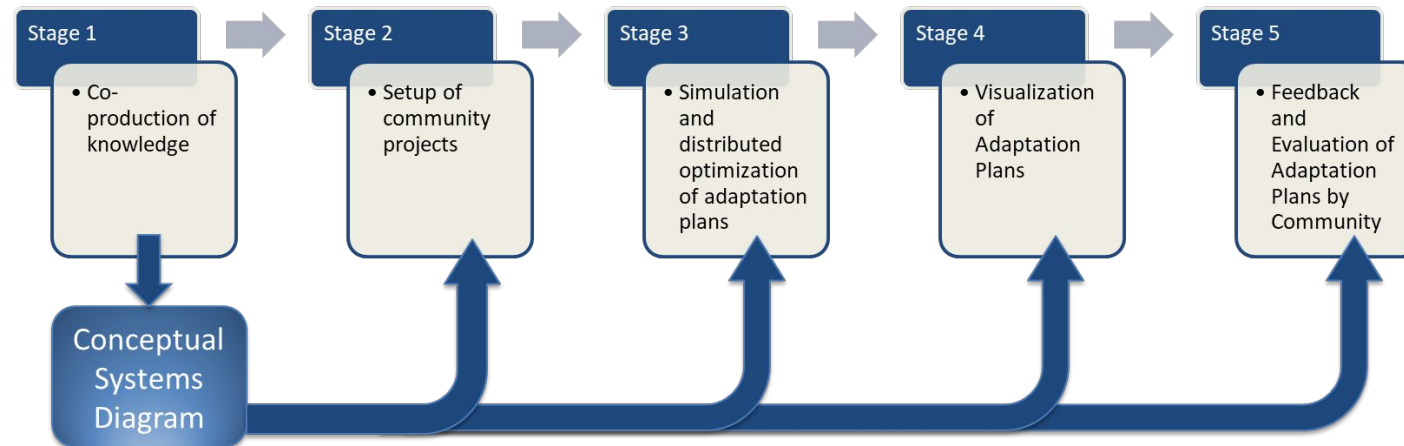 Stage 1
• Co-
production of
knowledge
Stage 2
• Setup of
community
projects
Stage 3
• Simulation
and
distributed
optimization
of adaptation
plans
Stage 4
• Visualization
of
Adaptation
Plans
Stage 5
• Feedback
and
Evaluation of
Adaptation
Plans by
Community
Conceptual
Systems
Diagram